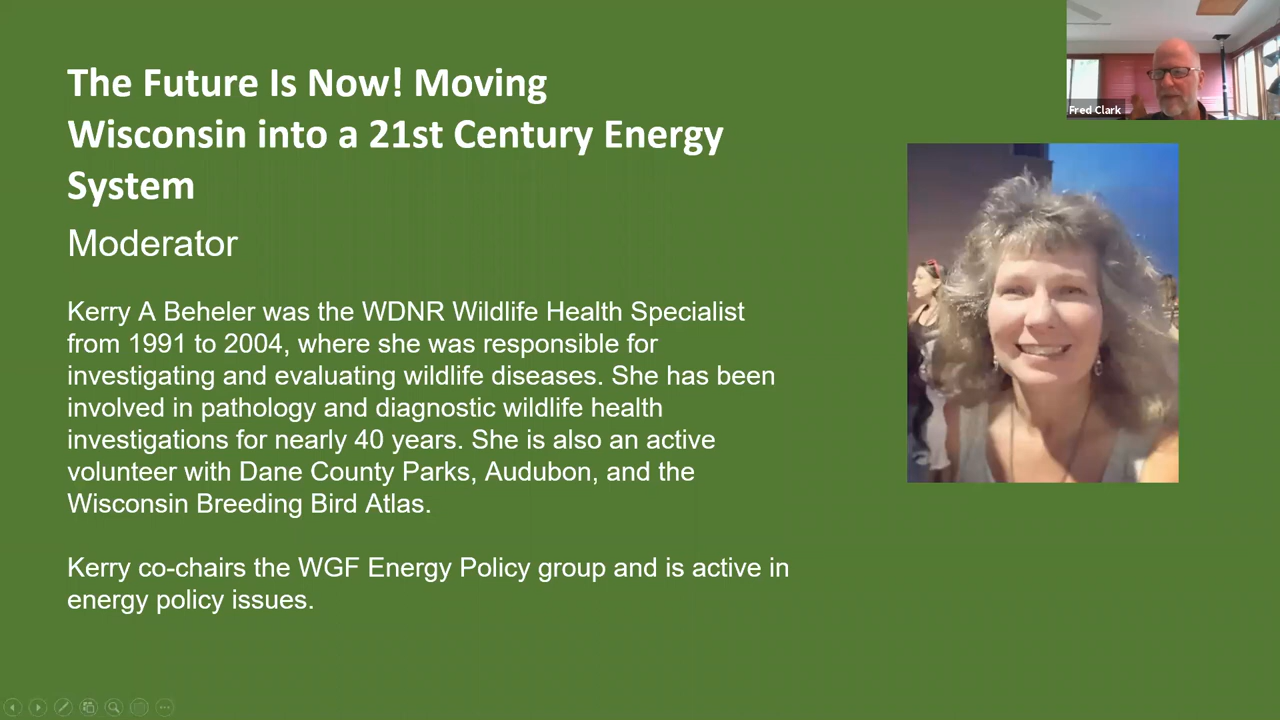 The Future Is Now! Moving
Wisconsin into a 21st Century Energy
System
Moderator
Kerry A Beheler was the WDNR Wildlife Health Specialist
from 1991 to 2004, where she was responsible for
investigating and evaluating wildlife diseases. She has been
involved in pathology and diagnostic wildlife health
investigations for nearly 40 years. She is also an active
volunteer with Dane County Parks, Audubon, and the
Wisconsin Breeding Bird Atlas.
Kerry co-chairs the WGF Energy Policy group and is active in
energy policy issues.
Fred Clark